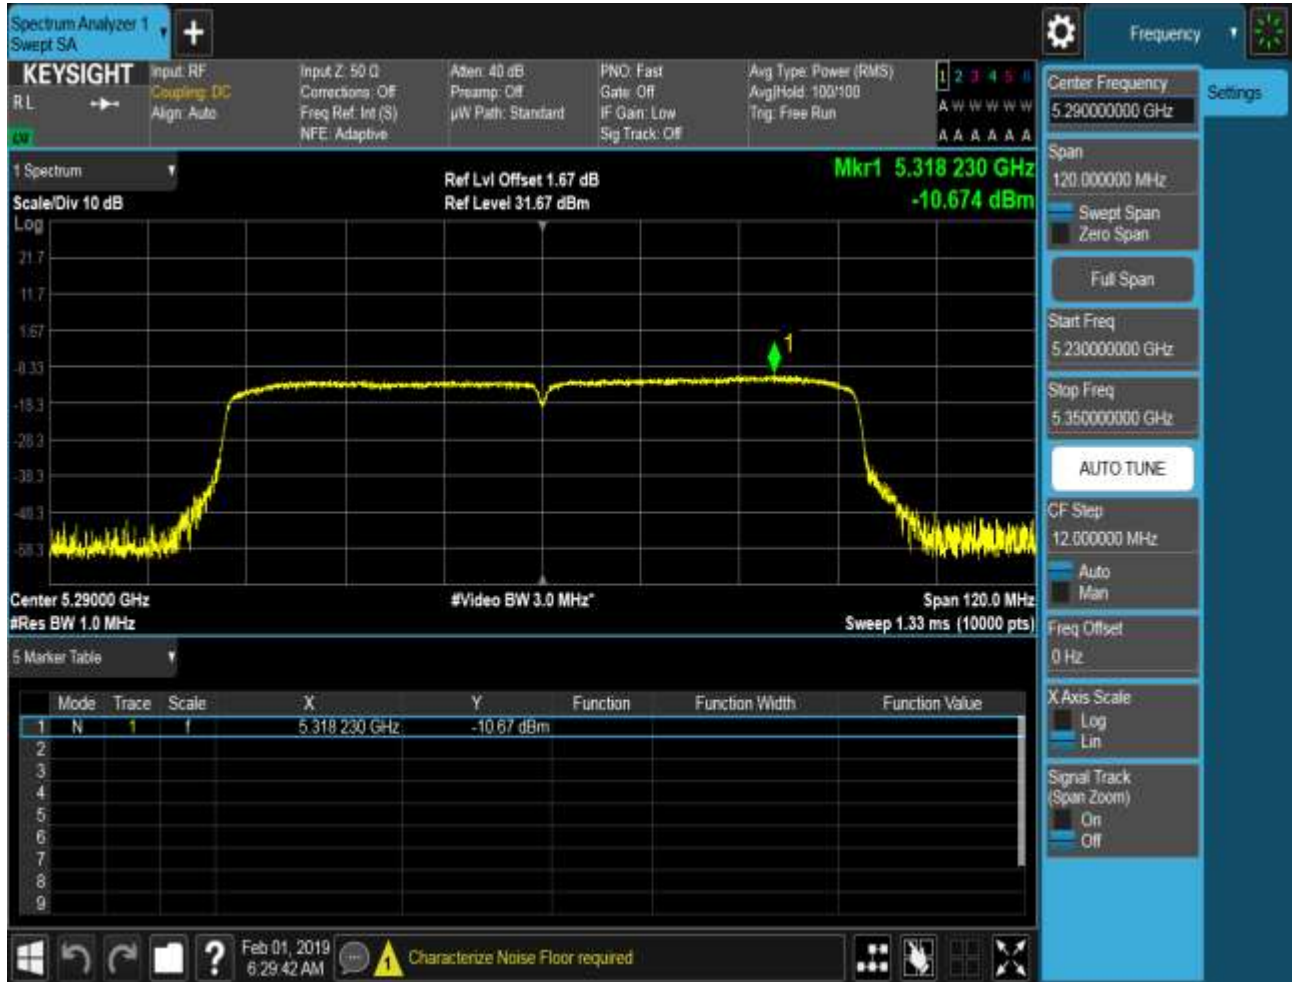 Spectrum Analyzer 1
Swept SA
+
Frequency
KEYSIGHT
RL
Input: RF
Coupling: DC
Align: Auto
Input Z: 50 Ω
Corrections: Off
Freq Ref: Int (S)
NFE: Adaptive
Atten: 40 dB
Preamp: Off
µW Path: Standard
PNO: Fast
Gate: Off
IF Gain: Low
Sig Track: Off
Avg Type: Power (RMS)
Avg|Hold: 100/100
Trig: Free Run
1 2 3 4 5 6
A W W W W W
A A A A A A
Center Frequency
5.290000000 GHz
Settings
Span
120.000000 MHz
Swept Span
Zero Span
Full Span
Start Freq
5.230000000 GHz
Stop Freq
5.350000000 GHz
AUTO TUNE
CF Step
12.000000 MHz
Auto
Man
Freq Offset
0 Hz
X Axis Scale
Log
Lin
Signal Track
(Span Zoom)
On
Off
1 Spectrum
Scale/Div 10 dB
Ref Lvl Offset 1.67 dB
Ref Level 31.67 dBm
Mkr1 5.318 230 GHz
-10.674 dBm
Log
21.7
11.7
1.67
-8.33
-18.3
-28.3
-38.3
-48.3
-58.3
1
Center 5.29000 GHz
#Video BW 3.0 MHz*
Span 120.0 MHz
#Res BW 1.0 MHz
Sweep 1.33 ms (10000 pts)
5 Marker Table
Mode Trace Scale X Y Function Function Width Function Value
1 N 1 f 5.318 230 GHz -10.67 dBm
2
3
4
5
6
7
8
9
?
Feb 01, 2019
6:29:42 AM
1
Characterize Noise Floor required